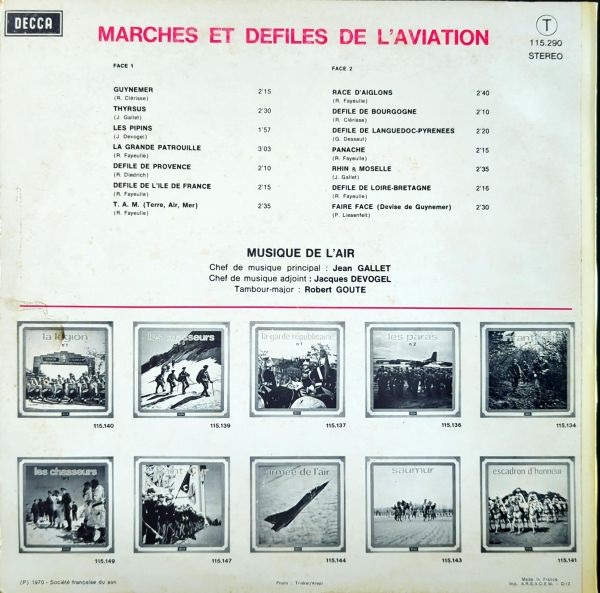 DECCA
MARCHES ET DEFILES DE L'AVIATION
T
115.290
STEREO
FACE 1
GUYNEMER 2'15
(R. Clérisse)
THYRSUS 2'30
(J. Gallet)
LES PIPINS 1'57
(J. Devogel)
LA GRANDE PATROUILLE 3'03
(R. Fayeulle)
DEFILE DE PROVENCE 2'10
(R. Diedrich)
DEFILE DE L'ILE DE FRANCE 2'15
(R. Fayeulle)
T. A. M. (Terre, Air, Mer) 2'35
(R. Fayeulle)
FACE 2
RACE D'AIGLONS 2'40
(R. Fayeulle)
DEFILE DE BOURGOGNE 2'10
(R. Clérisse)
DEFILE DE LANGUEDOC-PYRENEES 2'20
(G. Dessaut)
PANACHE 2'15
(R. Fayeulle)
RHIN & MOSELLE 2'35
(J. Gallet)
DEFILE DE LOIRE-BRETAGNE 2'16
(R. Fayeulle)
FAIRE FACE (Devise de Guynemer) 2'30
(P. Liesenfelt)
MUSIQUE DE L'AIR
Chef de musique principal : Jean GALLET
Chef de musique adjoint : Jacques DEVOGEL
Tambour-major : Robert GOUTE
la légion
n°1
115.140
les chasseurs
115.139
la garde républicaine
n°1
115.137
les paras
n°2
115.136
115.134
les chasseurs
115.149
115.147
armée de l'air
115.144
saumur
115.143
escadron d'honneur
115.141
(P) 1970 - Société française du son
Photo :
Made in France